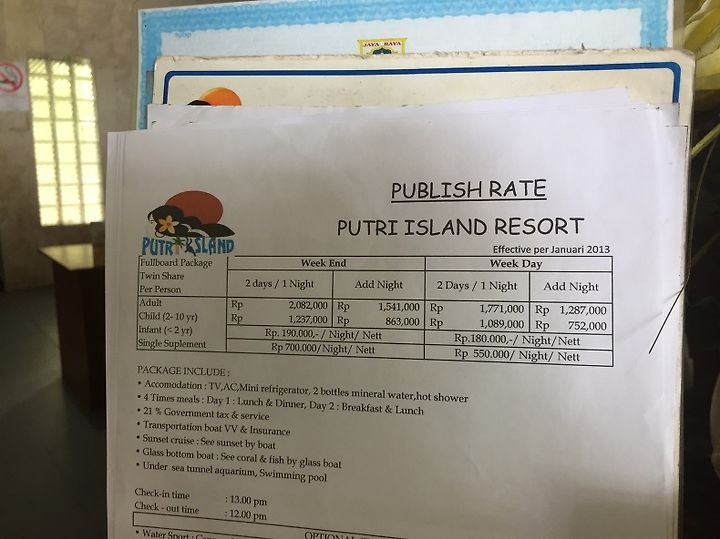 JAYA RAYA
PUBLISH RATE
PUTRI ISLAND RESORT
PUTRI ISLAND
Effective per Januari 2013
Fullboard Package
Twin Share
Per Person
Week End
Week Day
2 days / 1 Night
Add Night
2 Days / 1 Night
Add Night
Adult Rp 2,082,000 Rp 1,541,000 Rp 1,771,000 Rp 1,287,000
Child (2- 10 yr) Rp 1,237,000 Rp 863,000 Rp 1,089,000 Rp 752,000
Infant (< 2 yr) Rp. 190.000,- / Night/ Nett Rp.180.000,-/ Night/Nett
Single Suplement Rp 700.000/Night/ Nett Rp 550.000/ Night/ Nett
PACKAGE INCLUDE :
* Accomodation : TV,AC,Mini refrigerator, 2 bottles mineral water,hot shower
* 4 Times meals : Day 1 : Lunch & Dinner, Day 2 : Breakfast & Lunch
* 21 % Government tax & service
* Transportation boat VV & Insurance
* Sunset cruise : See sunset by boat
* Glass bottom boat : See coral & fish by glass boat
* Under sea tunnel aquarium, Swimming pool
Check-in time : 13.00 pm
Check - out time : 12.00 pm
* Water Sport :